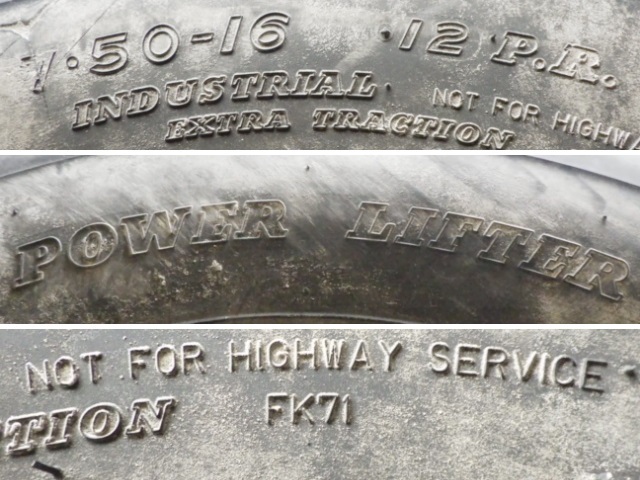 7·50-16 ·12 P.R.
INDUSTRIAL
NOT FOR HIGHWA
EXTRA TRACTION
POWER LIFTER
NOT FOR HIGHWAY SERVICE
TION FK71